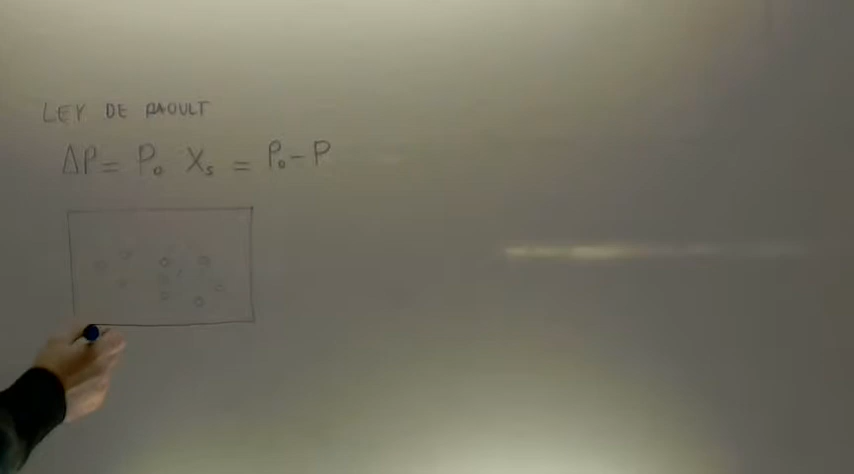 LEY DE RAOULT
ΔP = P₀ Xₛ = P₀ - P